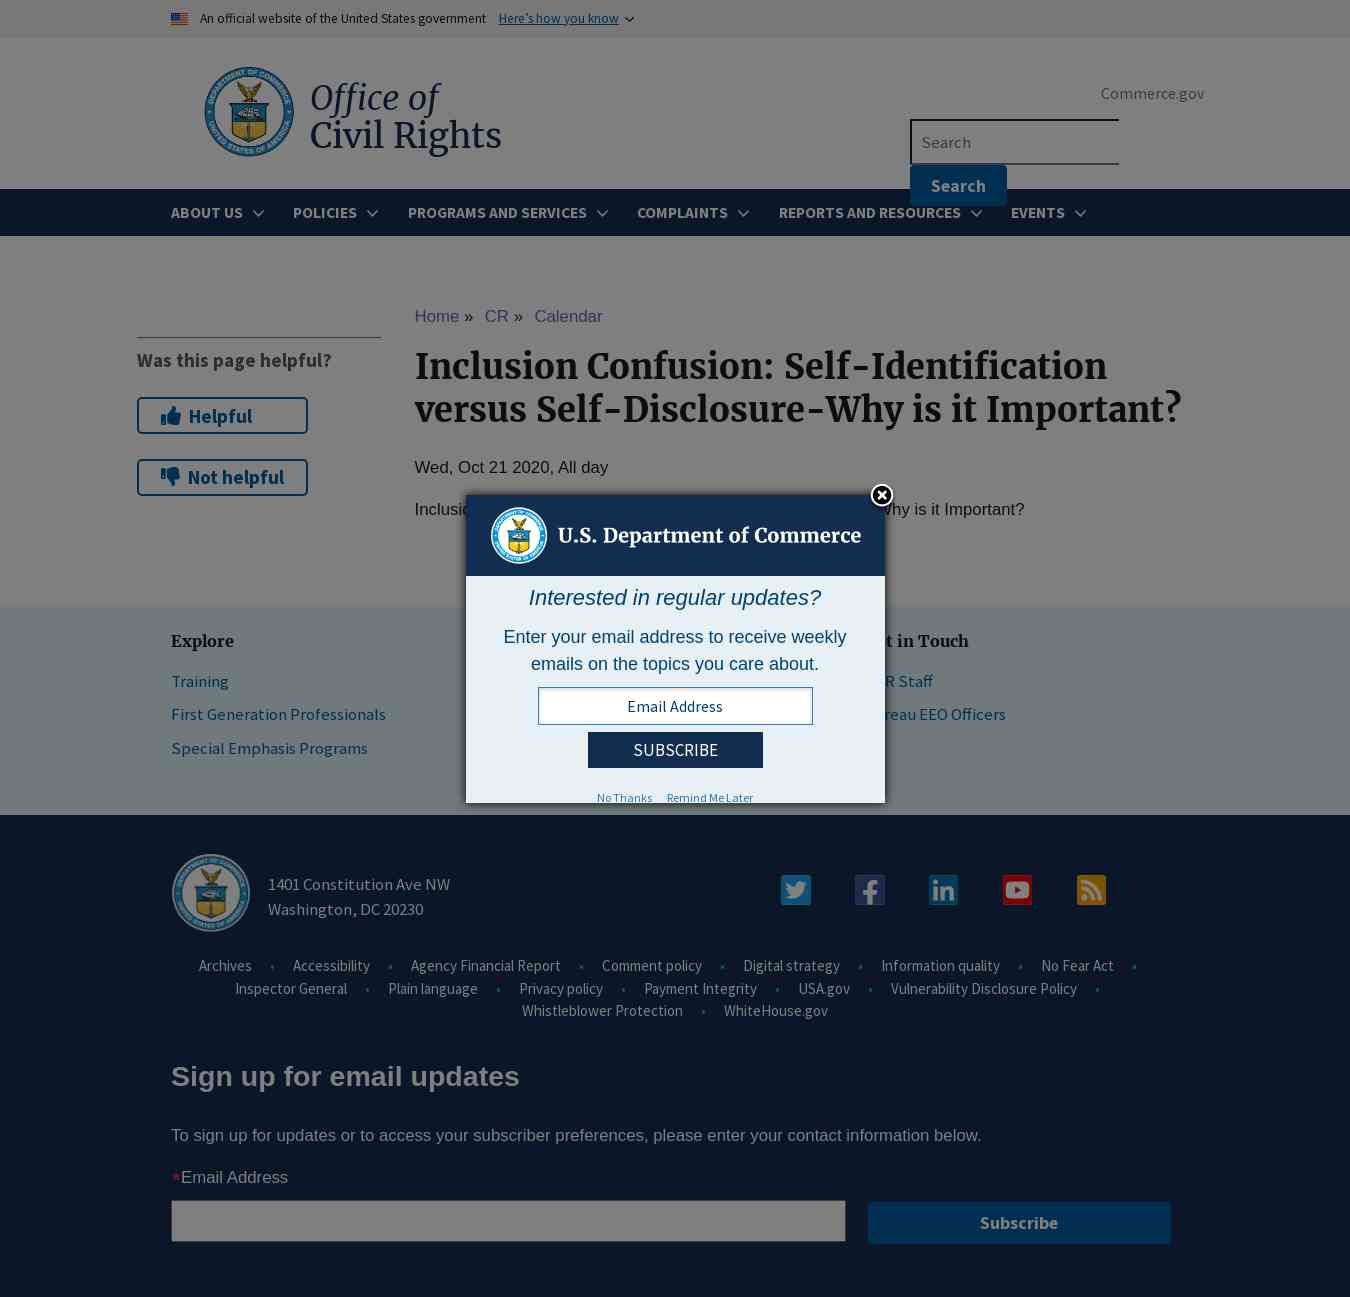 An official website of the United States government Here's how you know
Office of
Civil Rights
Commerce.gov
Search
Search
ABOUT US POLICIES PROGRAMS AND SERVICES COMPLAINTS REPORTS AND RESOURCES EVENTS
Home » CR » Calendar
Was this page helpful?
Helpful
Not helpful
Inclusion Confusion: Self-Identification
versus Self-Disclosure-Why is it Important?
Wed, Oct 21 2020, All day
is it Important?
U.S. Department of Commerce
Interested in regular updates?
Enter your email address to receive weekly
emails on the topics you care about.
Email Address
SUBSCRIBE
No Thanks Remind Me Later
Explore
Training
First Generation Professionals
Special Emphasis Programs
in Touch
Staff
EEO Officers
1401 Constitution Ave NW
Washington, DC 20230
Archives • Accessibility • Agency Financial Report • Comment policy • Digital strategy • Information quality • No Fear Act •
Inspector General • Plain language • Privacy policy • Payment Integrity • USA.gov • Vulnerability Disclosure Policy •
Whistleblower Protection • WhiteHouse.gov
Sign up for email updates
To sign up for updates or to access your subscriber preferences, please enter your contact information below.
*Email Address
Subscribe